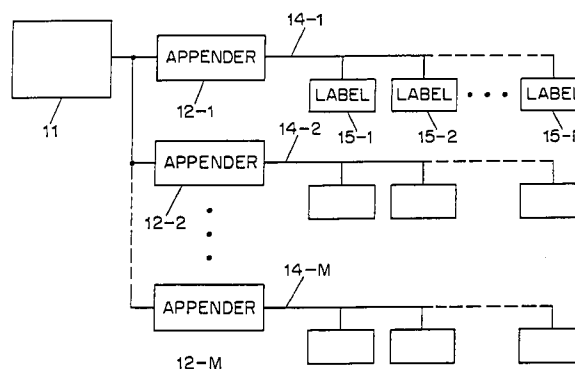 14-1
APPENDER
11
12-1
LABEL
LABEL
LABEL
15-1
15-2
14-2
APPENDER
12-2
14-M
APPENDER
12-M